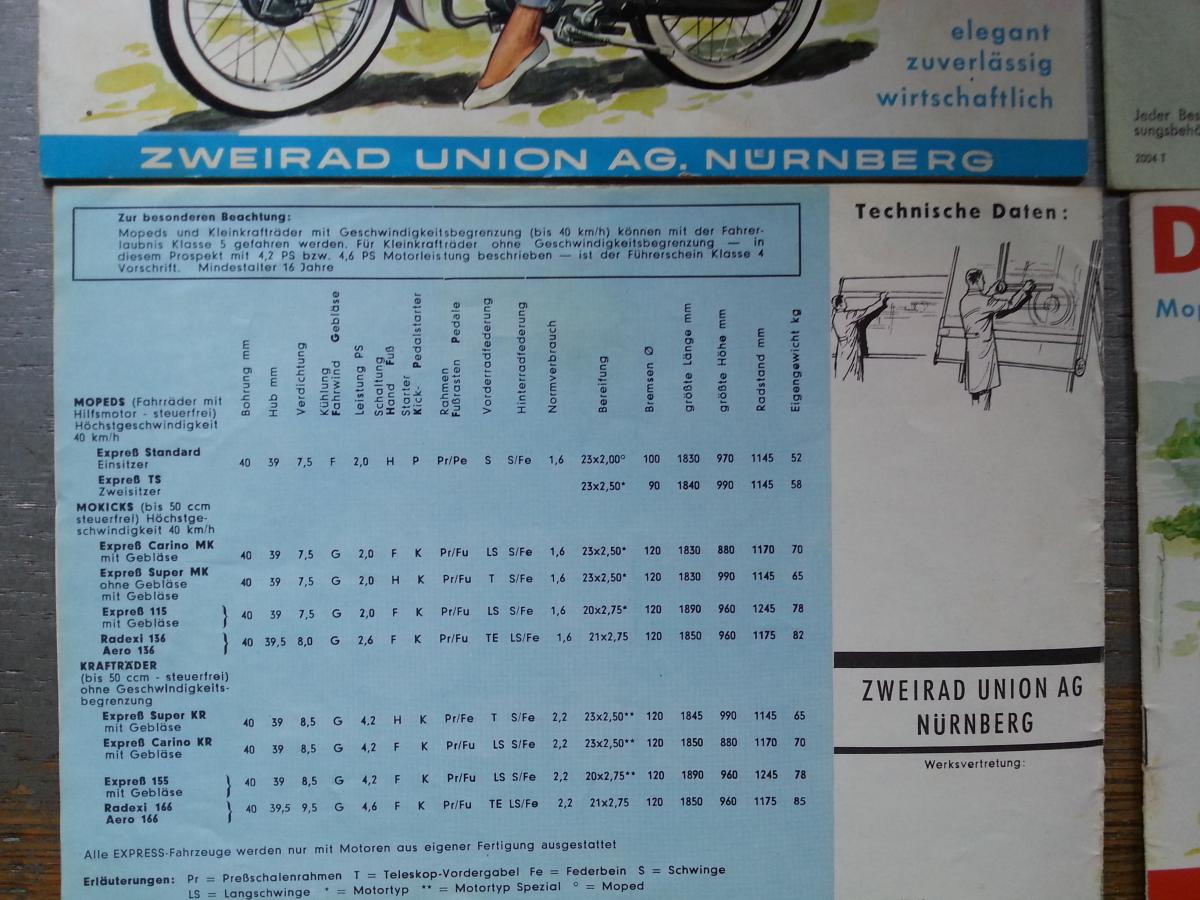 elegant
zuverlässig
wirtschaftlich
ZWEIRAD UNION AG. NÜRNBERG
Jeder Bes
sungsbehö
2004 T
D
Mop
Zur besonderen Beachtung:
Mopeds und Kleinkrafträder mit Geschwindigkeitsbegrenzung (bis 40 km/h) können mit der Fahrer-
laubnis Klasse 5 gefahren werden. Für Kleinkrafträder ohne Geschwindigkeitsbegrenzung — in
diesem Prospekt mit 4,2 PS bzw. 4,6 PS Motorleistung beschrieben — ist der Führerschein Klasse 4
Vorschrift. Mindestalter 16 Jahre
Bohrung mm
Hub mm
Verdichtung
Kühlung
Fahrwind Gebläse
Leistung PS
Schaltung
Hand Fuß
Starter
Kick- Pedalstarter
Rahmen
Fußrasten Pedale
Vorderradfederung
Hinterradfederung
Normverbrauch
Bereifung
Bremsen Ø
größte Länge mm
größte Höhe mm
Radstand mm
Eigengewicht kg
MOPEDS (Fahrräder mit
Hilfsmotor - steuerfrei)
Höchstgeschwindigkeit
40 km/h
Expreß Standard
Einsitzer 40 39 7,5 F 2,0 H P Pr/Pe S S/Fe 1,6 23x2,00° 100 1830 970 1145 52
Expreß TS
Zweisitzer 23x2,50* 90 1840 990 1145 58
MOKICKS (bis 50 ccm
steuerfrei) Höchstge-
schwindigkeit 40 km/h
Expreß Carino MK
mit Gebläse 40 39 7,5 G 2,0 F K Pr/Fu LS S/Fe 1,6 23x2,50* 120 1830 880 1170 70
Expreß Super MK
ohne Gebläse 40 39 7,5 G 2,0 H K Pr/Fu T S/Fe 1,6 23x2,50* 120 1830 990 1145 65
mit Gebläse
Expreß 115
mit Gebläse } 40 39 7,5 G 2,0 F K Pr/Fu LS S/Fe 1,6 20x2,75* 120 1890 960 1245 78
Radexi 136
Aero 136 } 40 39,5 8,0 G 2,6 F K Pr/Fu TE LS/Fe 1,6 21x2,75 120 1850 960 1175 82
KRAFTRÄDER
(bis 50 ccm - steuerfrei)
ohne Geschwindigkeits-
begrenzung
Expreß Super KR
mit Gebläse 40 39 8,5 G 4,2 H K Pr/Fe T S/Fe 2,2 23x2,50** 120 1845 990 1145 65
Expreß Carino KR
mit Gebläse 40 39 8,5 G 4,2 F K Pr/Fu LS S/Fe 2,2 23x2,50** 120 1850 880 1170 70
Expreß 155
mit Gebläse } 40 39 8,5 G 4,2 F K Pr/Fu LS S/Fe 2,2 20x2,75** 120 1890 960 1245 78
Radexi 166
Aero 166 } 40 39,5 9,5 G 4,6 F K Pr/Fu TE LS/Fe 2,2 21x2,75 120 1850 960 1175 85
Alle EXPRESS-Fahrzeuge werden nur mit Motoren aus eigener Fertigung ausgestattet
Erläuterungen: Pr = Preßschalenrahmen T = Teleskop-Vordergabel Fe = Federbein S = Schwinge
LS = Langschwinge * = Motortyp ** = Motortyp Spezial ° = Moped
Technische Daten:
ZWEIRAD UNION AG
NÜRNBERG
Werksvertretung: